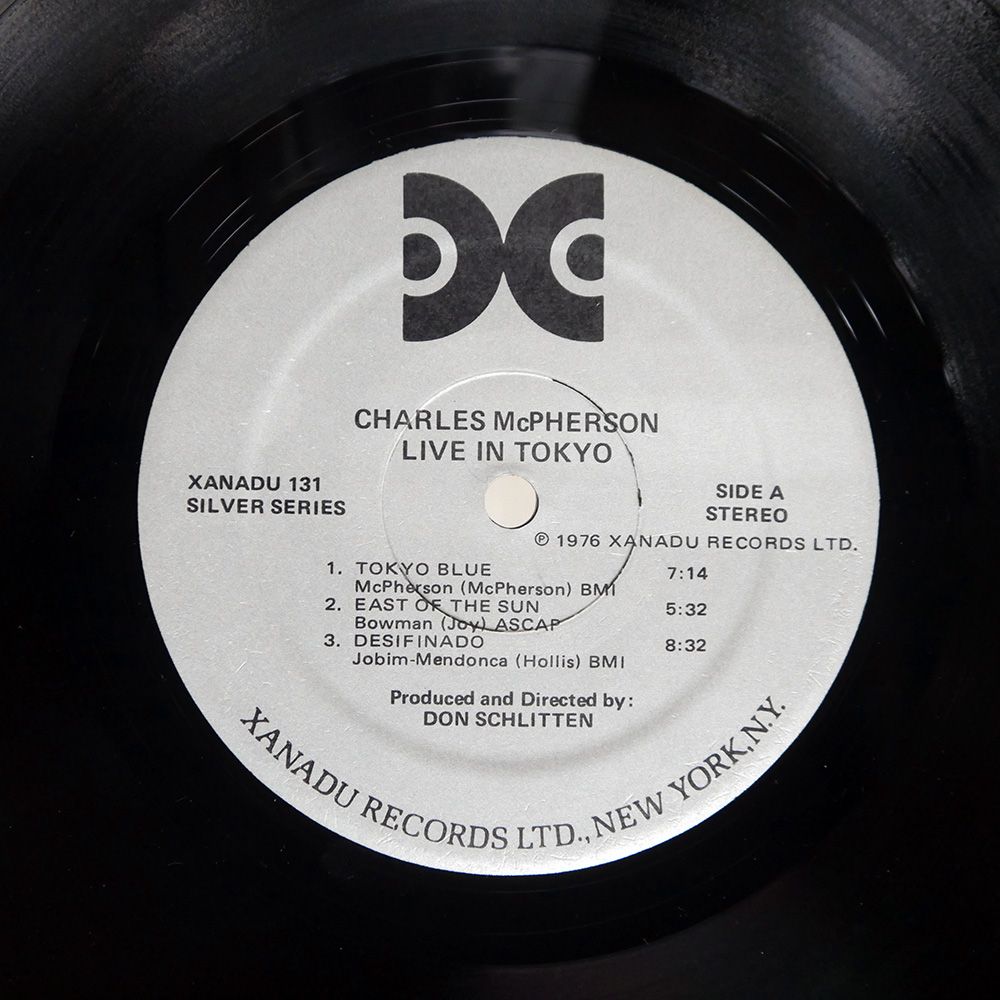 CHARLES McPHERSON
LIVE IN TOKYO
XANADU 131
SILVER SERIES
SIDE A
STEREO
℗ 1976 XANADU RECORDS LTD.
1. TOKYO BLUE 7:14
McPherson (McPherson) BMI
2. EAST OF THE SUN 5:32
Bowman (Joy) ASCAP
3. DESIFINADO 8:32
Jobim-Mendonca (Hollis) BMI
Produced and Directed by:
DON SCHLITTEN
XANADU RECORDS LTD., NEW YORK, N.Y.